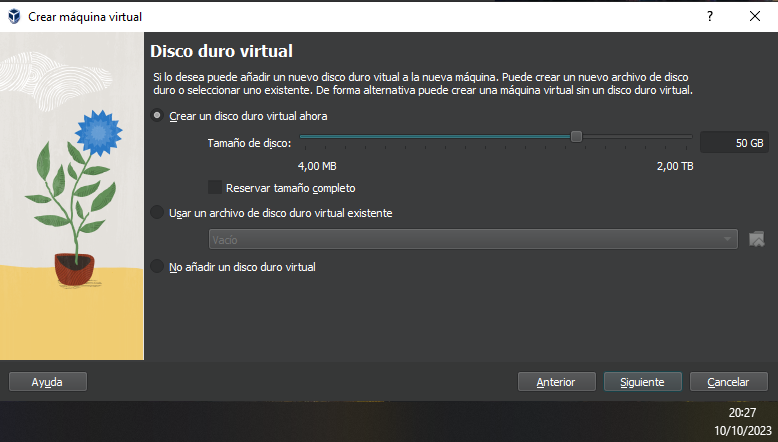 Crear máquina virtual
Disco duro virtual
Si lo desea puede añadir un nuevo disco duro vitual a la nueva máquina. Puede crear un nuevo archivo de disco
duro o seleccionar uno existente. De forma alternativa puede crear una máquina virtual sin un disco duro virtual.
Crear un disco duro virtual ahora
Tamaño de disco:
50 GB
4,00 MB
2,00 TB
Reservar tamaño completo
Usar un archivo de disco duro virtual existente
Vacío
No añadir un disco duro virtual
Ayuda
Anterior
Siguiente
Cancelar
20:27
10/10/2023